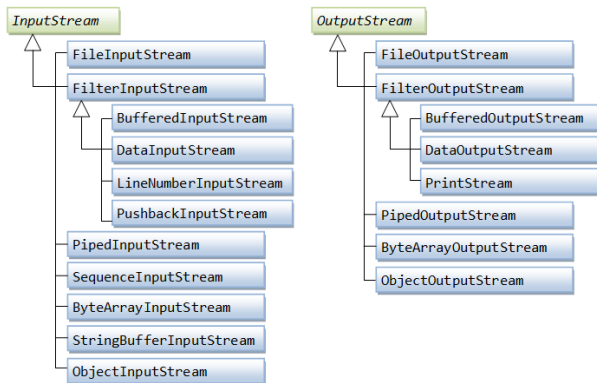 InputStream
FileInputStream
FilterInputStream
BufferedInputStream
DataInputStream
LineNumberInputStream
PushbackInputStream
PipedInputStream
SequenceInputStream
ByteArrayInputStream
StringBufferInputStream
ObjectInputStream
OutputStream
FileOutputStream
FilterOutputStream
BufferedOutputStream
DataOutputStream
PrintStream
PipedOutputStream
ByteArrayOutputStream
ObjectOutputStream